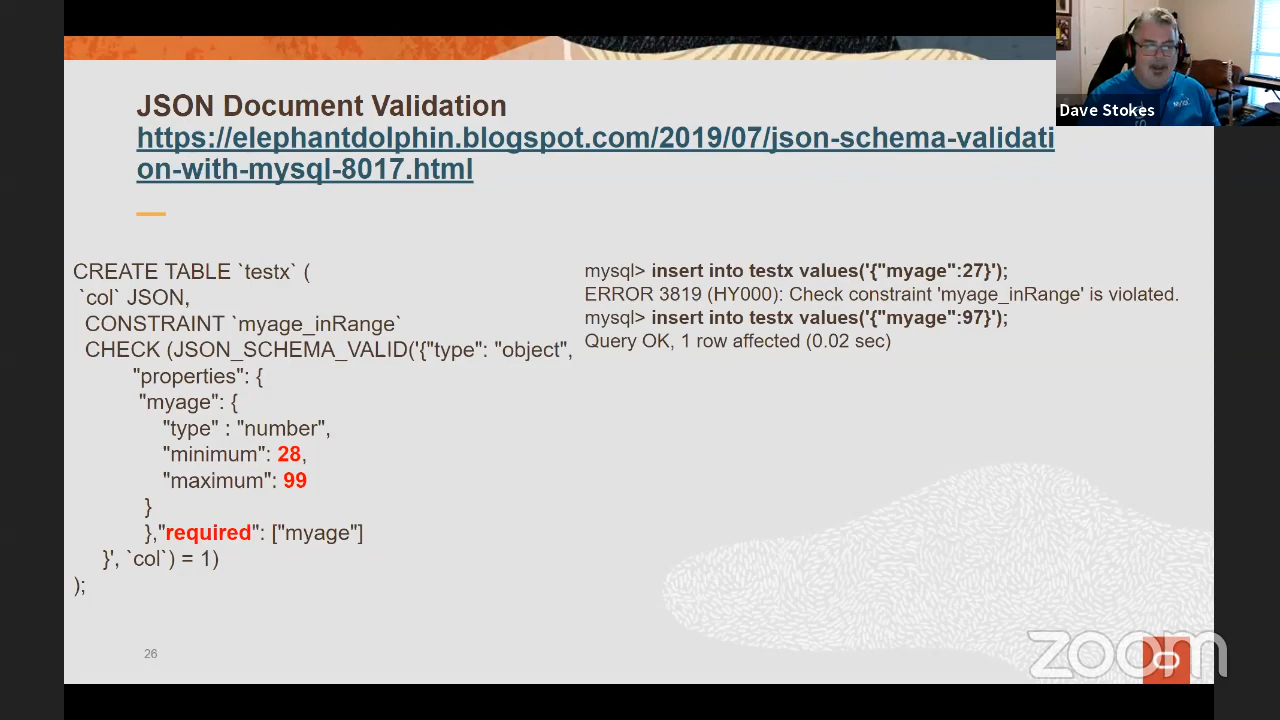 JSON Document Validation
https://elephantdolphin.blogspot.com/2019/07/json-schema-validati
on-with-mysql-8017.html
Dave Stokes
CREATE TABLE `testx` (
`col` JSON,
CONSTRAINT `myage_inRange`
CHECK (JSON_SCHEMA_VALID('{"type": "object",
"properties": {
"myage": {
"type" : "number",
"minimum": 28,
"maximum": 99
}
},"required": ["myage"]
}', `col`) = 1)
);
mysql> insert into testx values('{"myage":27}');
ERROR 3819 (HY000): Check constraint 'myage_inRange' is violated.
mysql> insert into testx values('{"myage":97}');
Query OK, 1 row affected (0.02 sec)
26
zoom